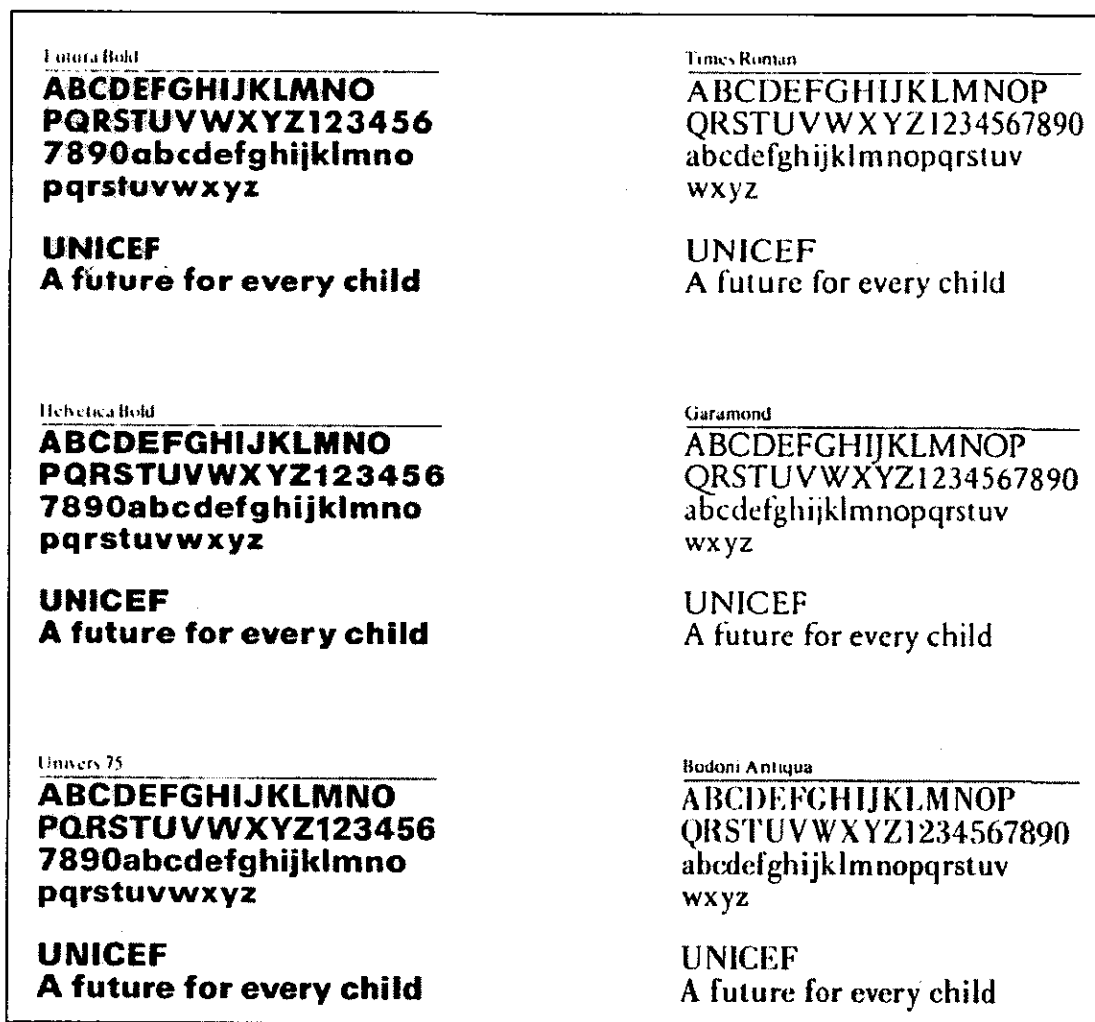 Futura Bold
ABCDEFGHIJKLMNO
PQRSTUVWXYZ123456
7890abcdefghijklmno
pqrstuvwxyz
UNICEF
A future for every child
Helvetica Bold
ABCDEFGHIJKLMNO
PQRSTUVWXYZ123456
7890abcdefghijklmno
pqrstuvwxyz
UNICEF
A future for every child
Univers 75
ABCDEFGHIJKLMNO
PQRSTUVWXYZ123456
7890abcdefghijklmno
pqrstuvwxyz
UNICEF
A future for every child
Times Roman
ABCDEFGHIJKLMNOP
QRSTUVWXYZ1234567890
abcdefghijklmnopqrstuv
wxyz
UNICEF
A future for every child
Garamond
ABCDEFGHIJKLMNOP
QRSTUVWXYZ1234567890
abcdefghijklmnopqrstuv
wxyz
UNICEF
A future for every child
Bodoni Antiqua
ABCDEFGHIJKLMNOP
QRSTUVWXYZ1234567890
abcdefghijklmnopqrstuv
wxyz
UNICEF
A future for every child